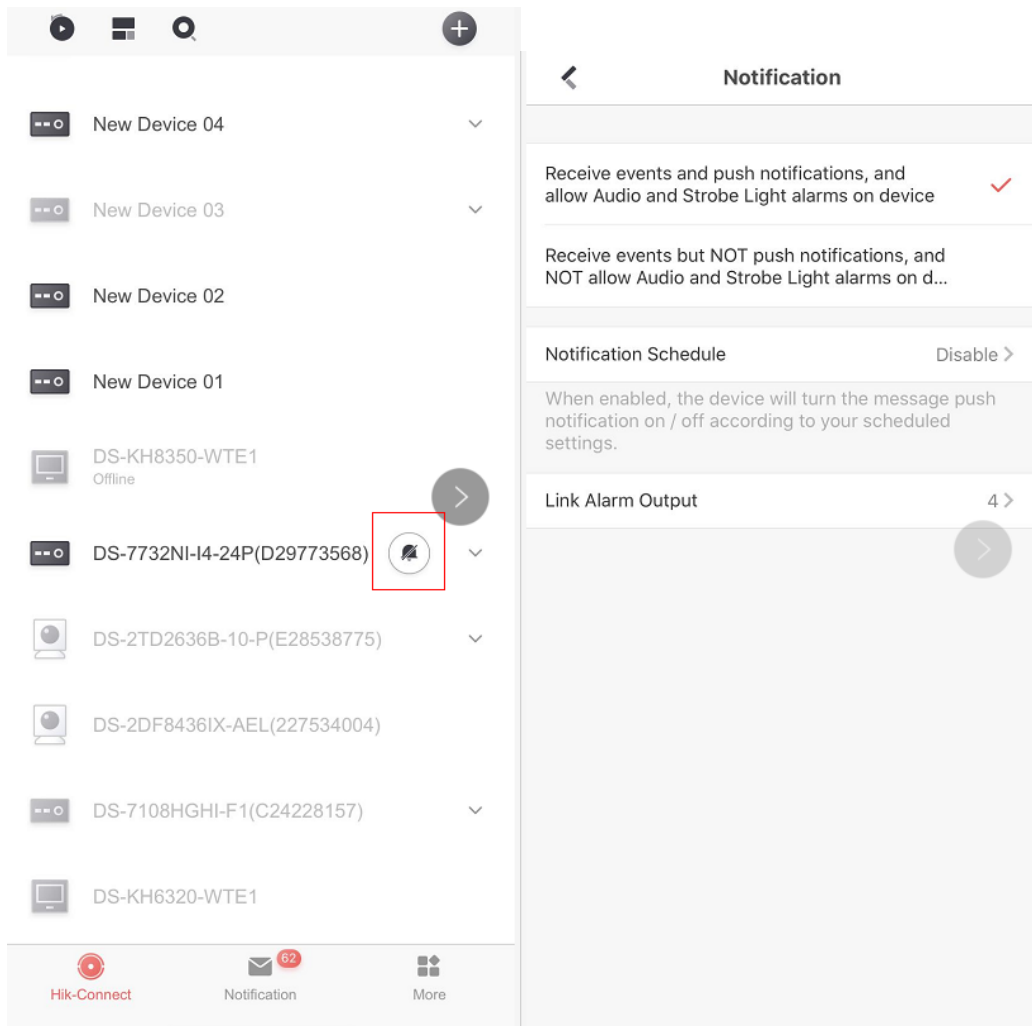 New Device 04
New Device 03
New Device 02
New Device 01
DS-KH8350-WTE1
Offline
DS-7732NI-I4-24P(D29773568)
DS-2TD2636B-10-P(E28538775)
DS-2DF8436IX-AEL(227534004)
DS-7108HGHI-F1(C24228157)
DS-KH6320-WTE1
62
Hik-Connect
Notification
More
Notification
Receive events and push notifications, and
allow Audio and Strobe Light alarms on device
Receive events but NOT push notifications, and
NOT allow Audio and Strobe Light alarms on d...
Notification Schedule
Disable
When enabled, the device will turn the message push
notification on / off according to your scheduled
settings.
Link Alarm Output
4